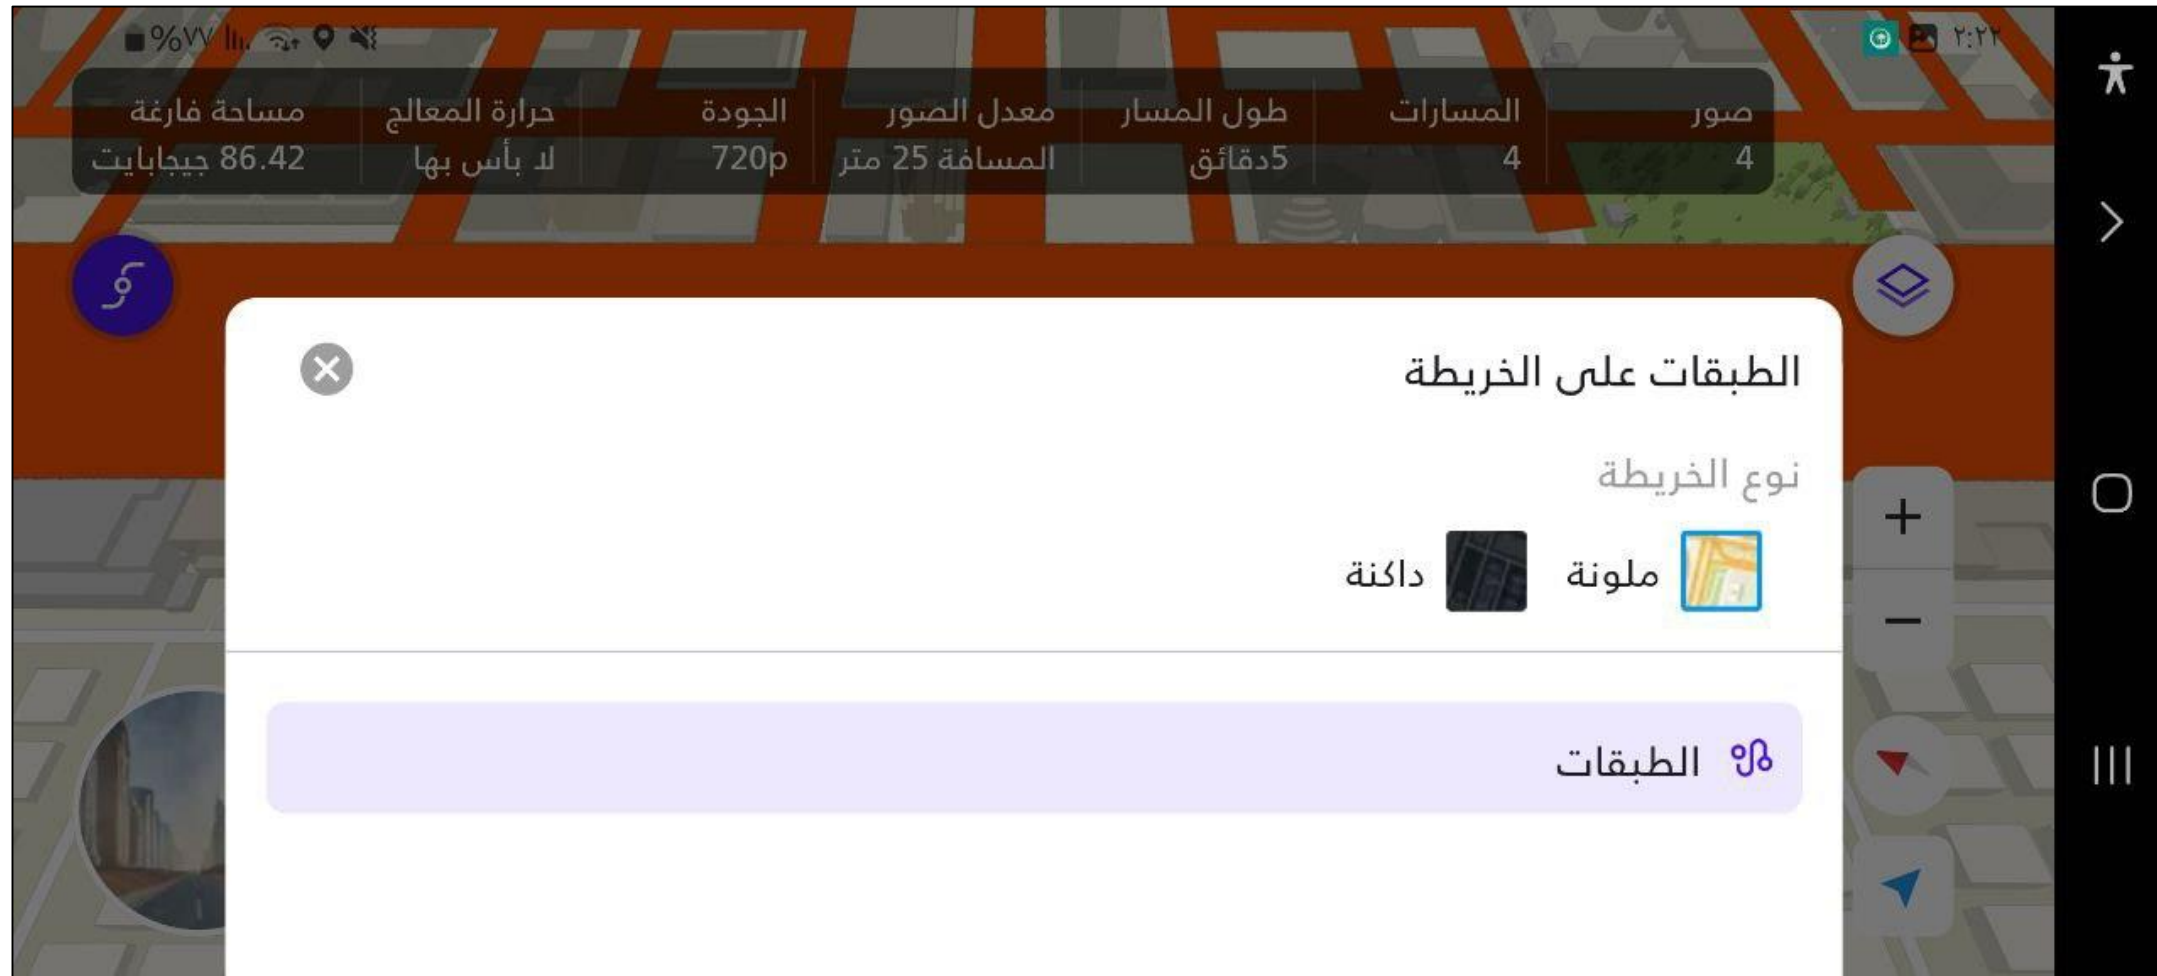 ٢:٢٢ %٧٧
صور المسارات طول المسار معدل الصور الجودة حرارة المعالج مساحة فارغة
4 4 5دقائق المسافة 25 متر 720p لا بأس بها 86.42 جيجابايت
الطبقات على الخريطة
نوع الخريطة
ملونة داكنة
الطبقات